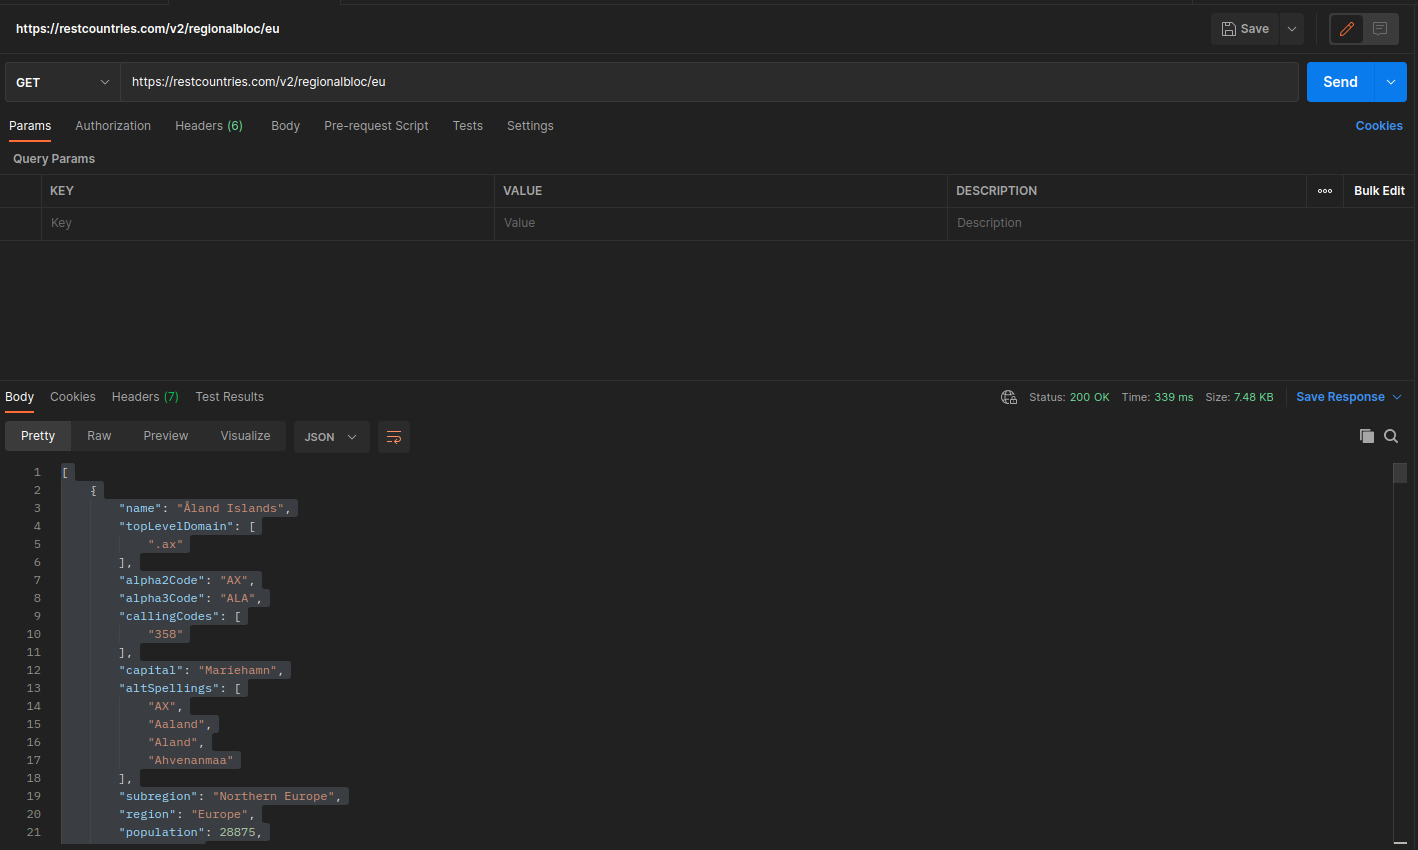 https://restcountries.com/v2/regionalbloc/eu
Save
GET
https://restcountries.com/v2/regionalbloc/eu
Send
Params Authorization Headers (6) Body Pre-request Script Tests Settings Cookies
Query Params
KEY VALUE DESCRIPTION ooo Bulk Edit
Key Value Description
Body Cookies Headers (7) Test Results Status: 200 OK Time: 339 ms Size: 7.48 KB Save Response
Pretty Raw Preview Visualize JSON
1 [
2 {
3 "name": "Åland Islands",
4 "topLevelDomain": [
5 ".ax"
6 ],
7 "alpha2Code": "AX",
8 "alpha3Code": "ALA",
9 "callingCodes": [
10 "358"
11 ],
12 "capital": "Mariehamn",
13 "altSpellings": [
14 "AX",
15 "Aaland",
16 "Aland",
17 "Ahvenanmaa"
18 ],
19 "subregion": "Northern Europe",
20 "region": "Europe",
21 "population": 28875,